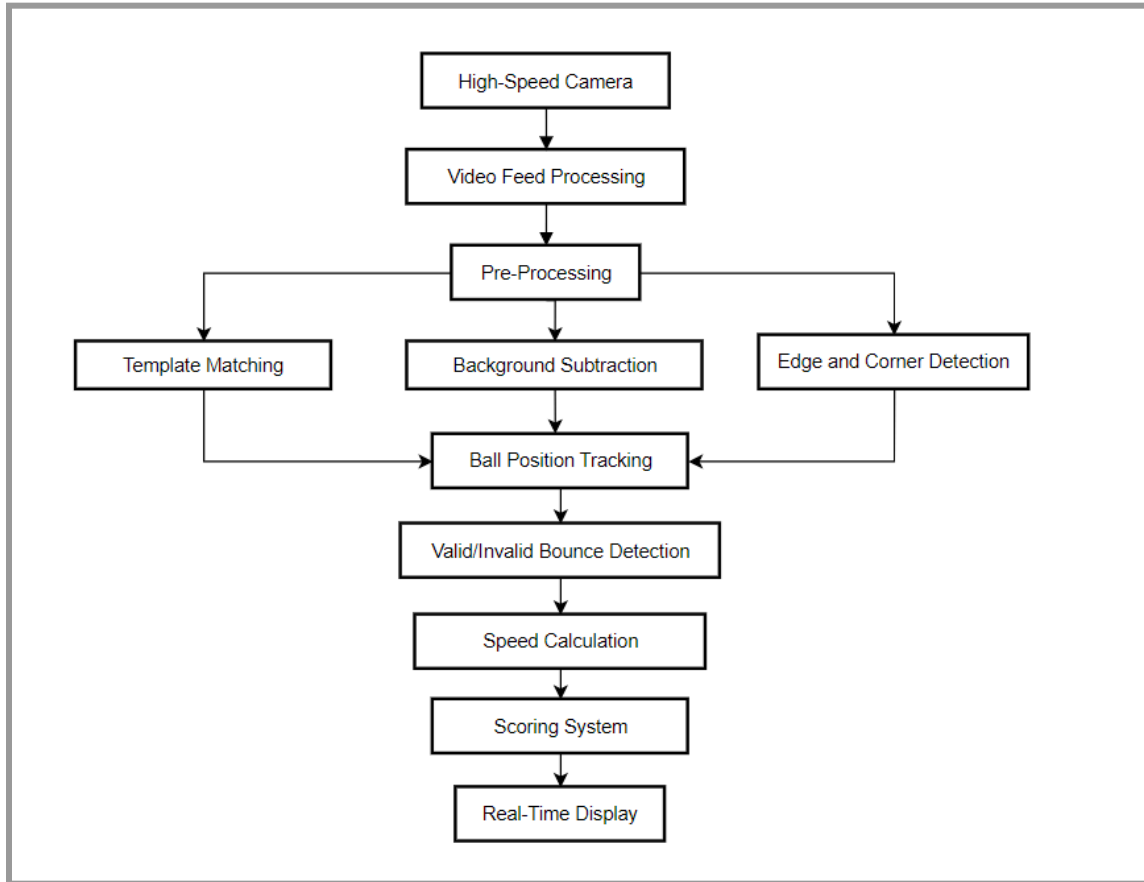 High-Speed Camera
Video Feed Processing
Pre-Processing
Template Matching
Background Subtraction
Edge and Corner Detection
Ball Position Tracking
Valid/Invalid Bounce Detection
Speed Calculation
Scoring System
Real-Time Display